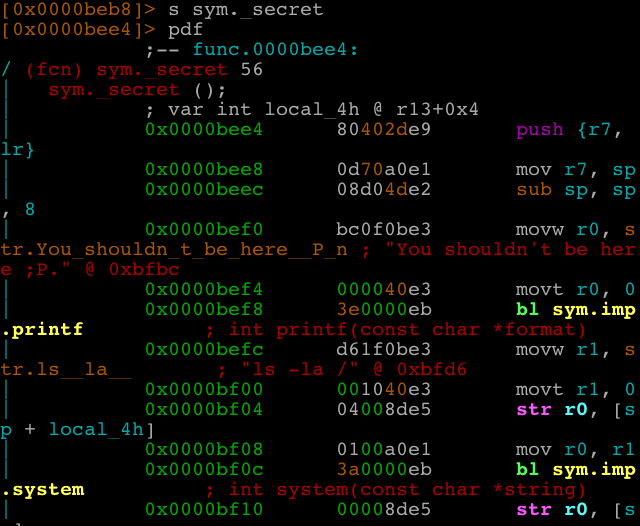 [0x0000beb8]> s sym._secret
[0x0000bee4]> pdf
;-- func.0000bee4:
/ (fcn) sym._secret 56
| sym._secret ();
| ; var int local_4h @ r13+0x4
| 0x0000bee4 80402de9 push {r7,
lr}
| 0x0000bee8 0d70a0e1 mov r7, sp
| 0x0000beec 08d04de2 sub sp, sp
, 8
| 0x0000bef0 bc0f0be3 movw r0, s
tr.You_shouldn_t_be_here__P_n ; "You shouldn't be her
e ;P." @ 0xbfbc
| 0x0000bef4 000040e3 movt r0, 0
| 0x0000bef8 3e0000eb bl sym.imp
.printf ; int printf(const char *format)
| 0x0000befc d61f0be3 movw r1, s
tr.ls__la__ ; "ls -la /" @ 0xbfd6
| 0x0000bf00 001040e3 movt r1, 0
| 0x0000bf04 04008de5 str r0, [s
p + local_4h]
| 0x0000bf08 0100a0e1 mov r0, r1
| 0x0000bf0c 3a0000eb bl sym.imp
.system ; int system(const char *string)
| 0x0000bf10 00008de5 str r0, [s